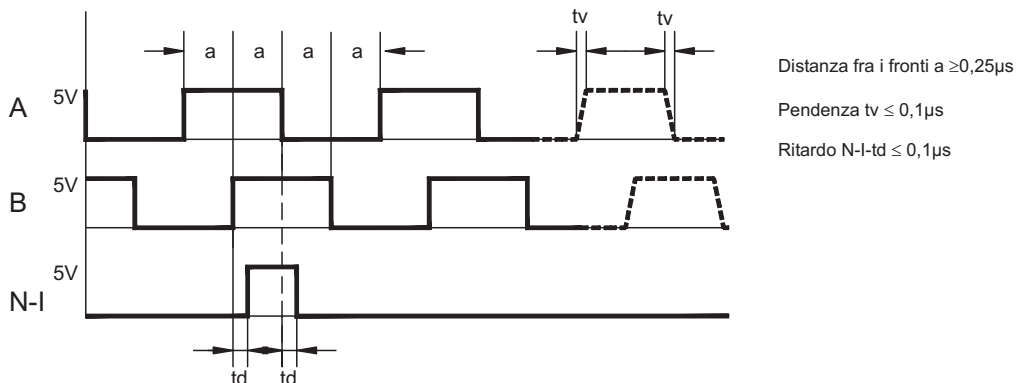 tv tv
a a a a
Distanza fra i fronti a ≥0,25µs
5V
A
Pendenza tv ≤ 0,1µs
Ritardo N-I-td ≤ 0,1µs
5V
B
5V
N-I
td td